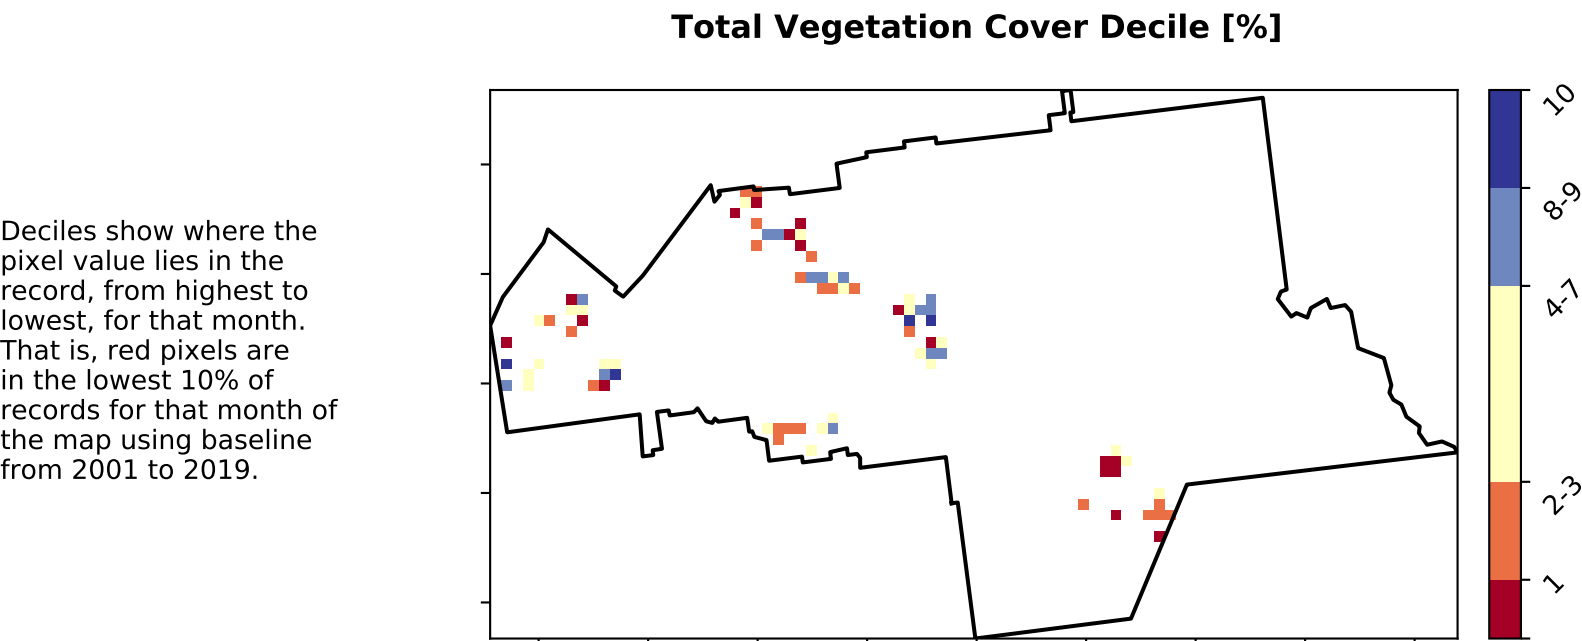 Total Vegetation Cover Decile [%]
Deciles show where the
pixel value lies in the
record, from highest to
lowest, for that month.
That is, red pixels are
in the lowest 10% of
records for that month of
the map using baseline
from 2001 to 2019.
10
8-9
4-7
2-3
1